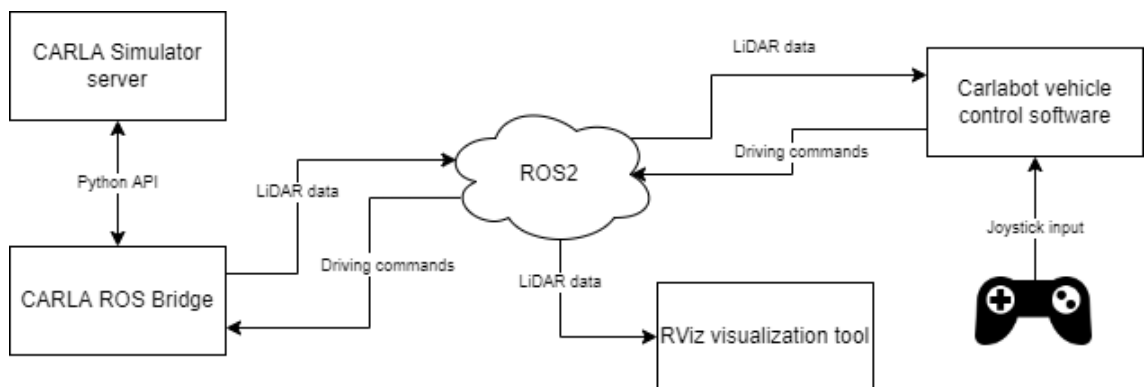 CARLA Simulator
server
LiDAR data
Carlabot vehicle
control software
Driving commands
ROS2
Python API
LiDAR data
Joystick input
Driving commands
LiDAR data
CARLA ROS Bridge
RViz visualization tool